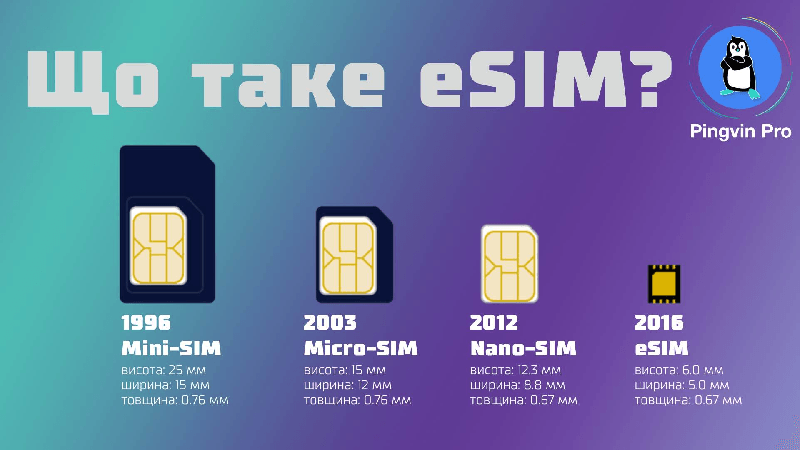 Що таке eSIM?
Pingvin Pro
1996
Mini-SIM
висота: 25 мм
ширина: 15 мм
товщина: 0.76 мм
2003
Micro-SIM
висота: 15 мм
ширина: 12 мм
товщина: 0.76 мм
2012
Nano-SIM
висота: 12.3 мм
ширина: 8.8 мм
товщина: 0.67 мм
2016
eSIM
висота: 6.0 мм
ширина: 5.0 мм
товщина: 0.67 мм